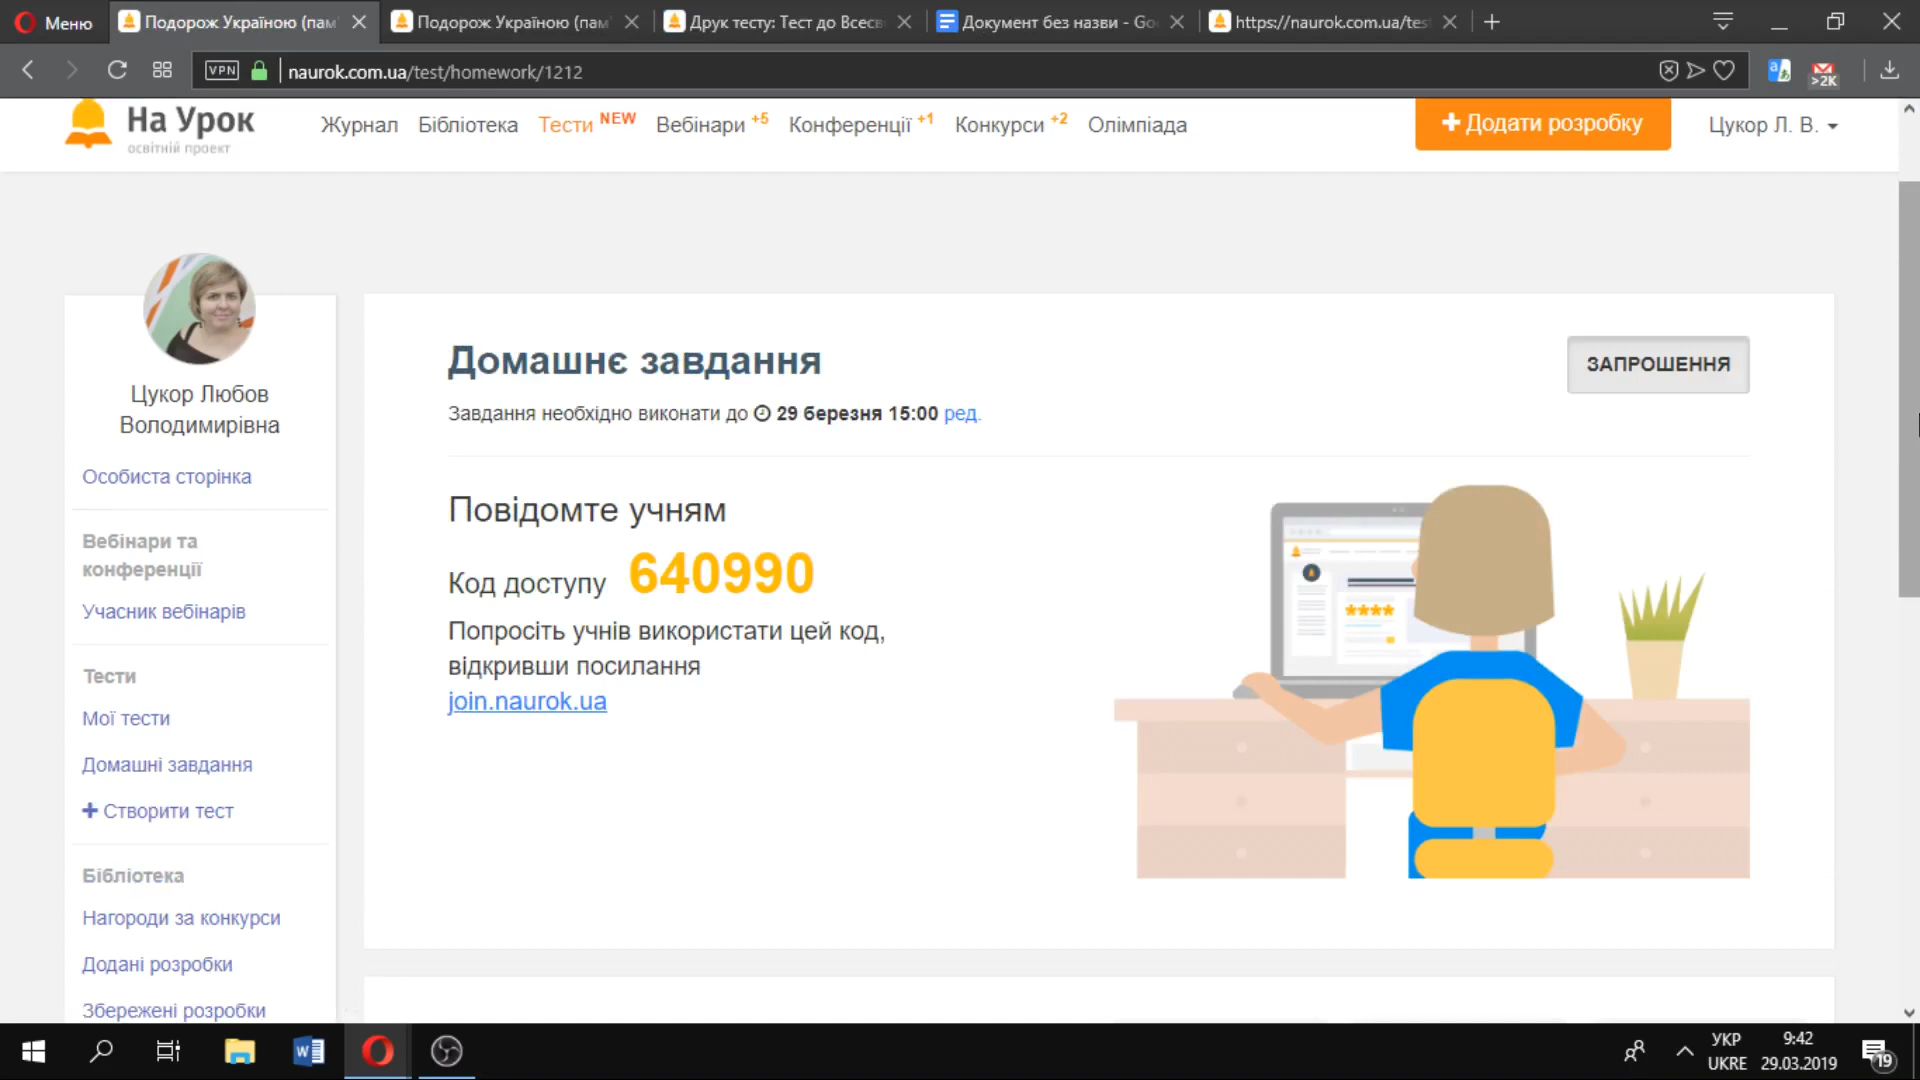 Меню
Подорож Україною (пам
Подорож Україною (пам
Друк тесту: Тест до Всесв
Документ без назви - Go
https://naurok.com.ua/tes
VPN
naurok.com.ua/test/homework/1212
>2K
На Урок
освітній проект
Журнал
Бібліотека
Тести NEW
Вебінари +5
Конференції +1
Конкурси +2
Олімпіада
Додати розробку
Цукор Л. В.
Цукор Любов
Володимирівна
Особиста сторінка
Вебінари та
конференції
Учасник вебінарів
Тести
Мої тести
Домашні завдання
Створити тест
Бібліотека
Нагороди за конкурси
Додані розробки
Збережені розробки
Домашнє завдання
ЗАПРОШЕННЯ
Завдання необхідно виконати до 29 березня 15:00 ред.
Повідомте учням
Код доступу 640990
Попросіть учнів використати цей код,
відкривши посилання
join.naurok.ua
УКР
UKRE
9:42
29.03.2019
19